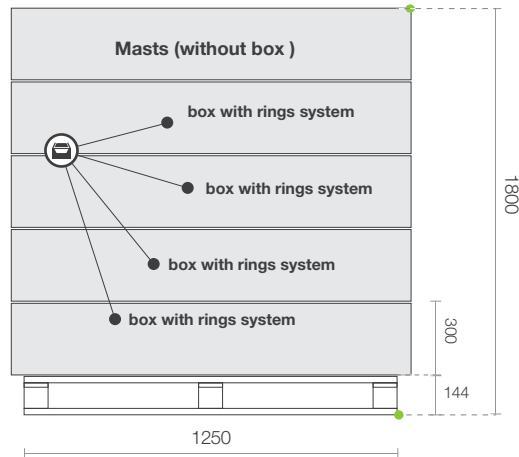 Masts (without box )
box with rings system
box with rings system
box with rings system
box with rings system
1800
300
144
1250